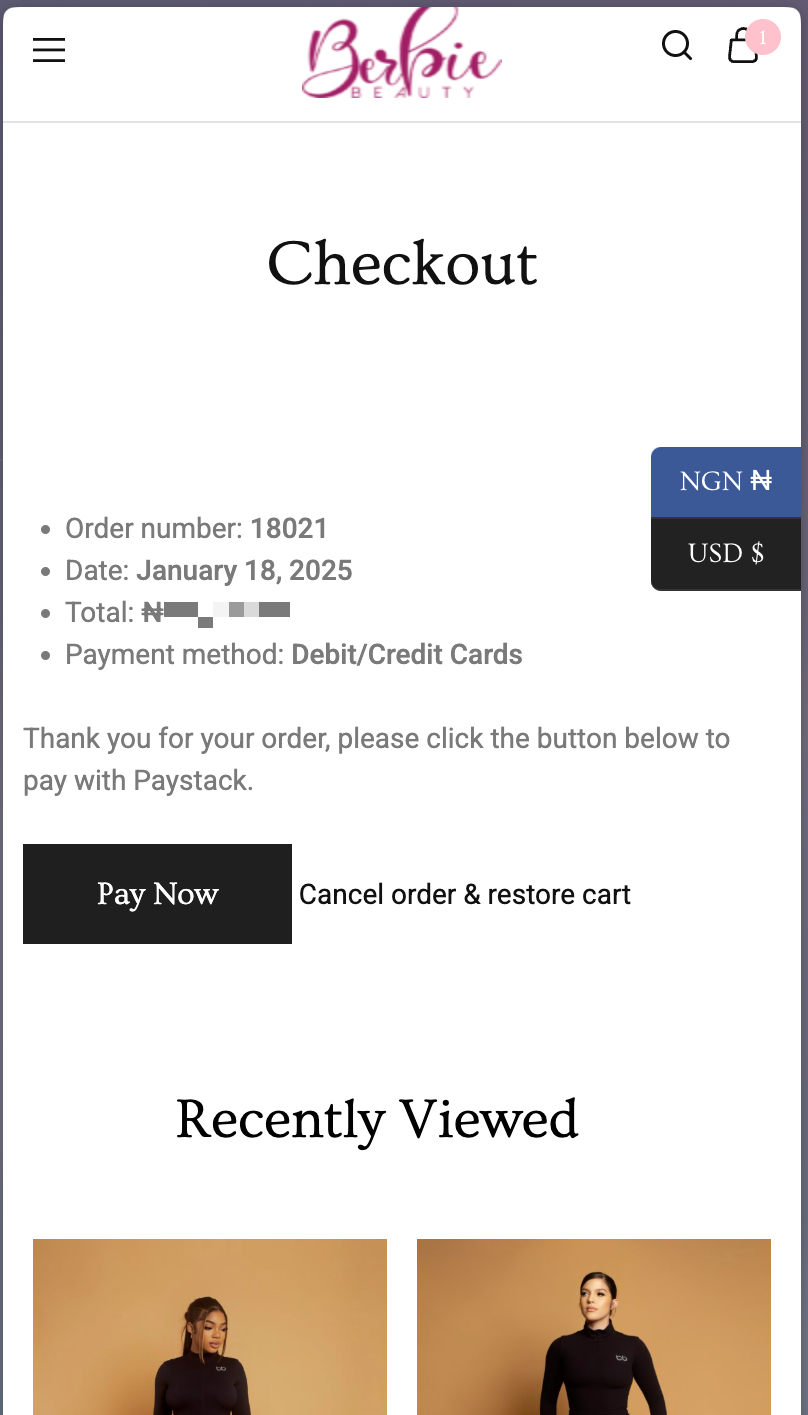 Berbie
BEAUTY
1
Checkout
NGN ₦
USD $
Order number: 18021
Date: January 18, 2025
Total: ₦
Payment method: Debit/Credit Cards
Thank you for your order, please click the button below to
pay with Paystack.
Pay Now
Cancel order & restore cart
Recently Viewed
bb
bb